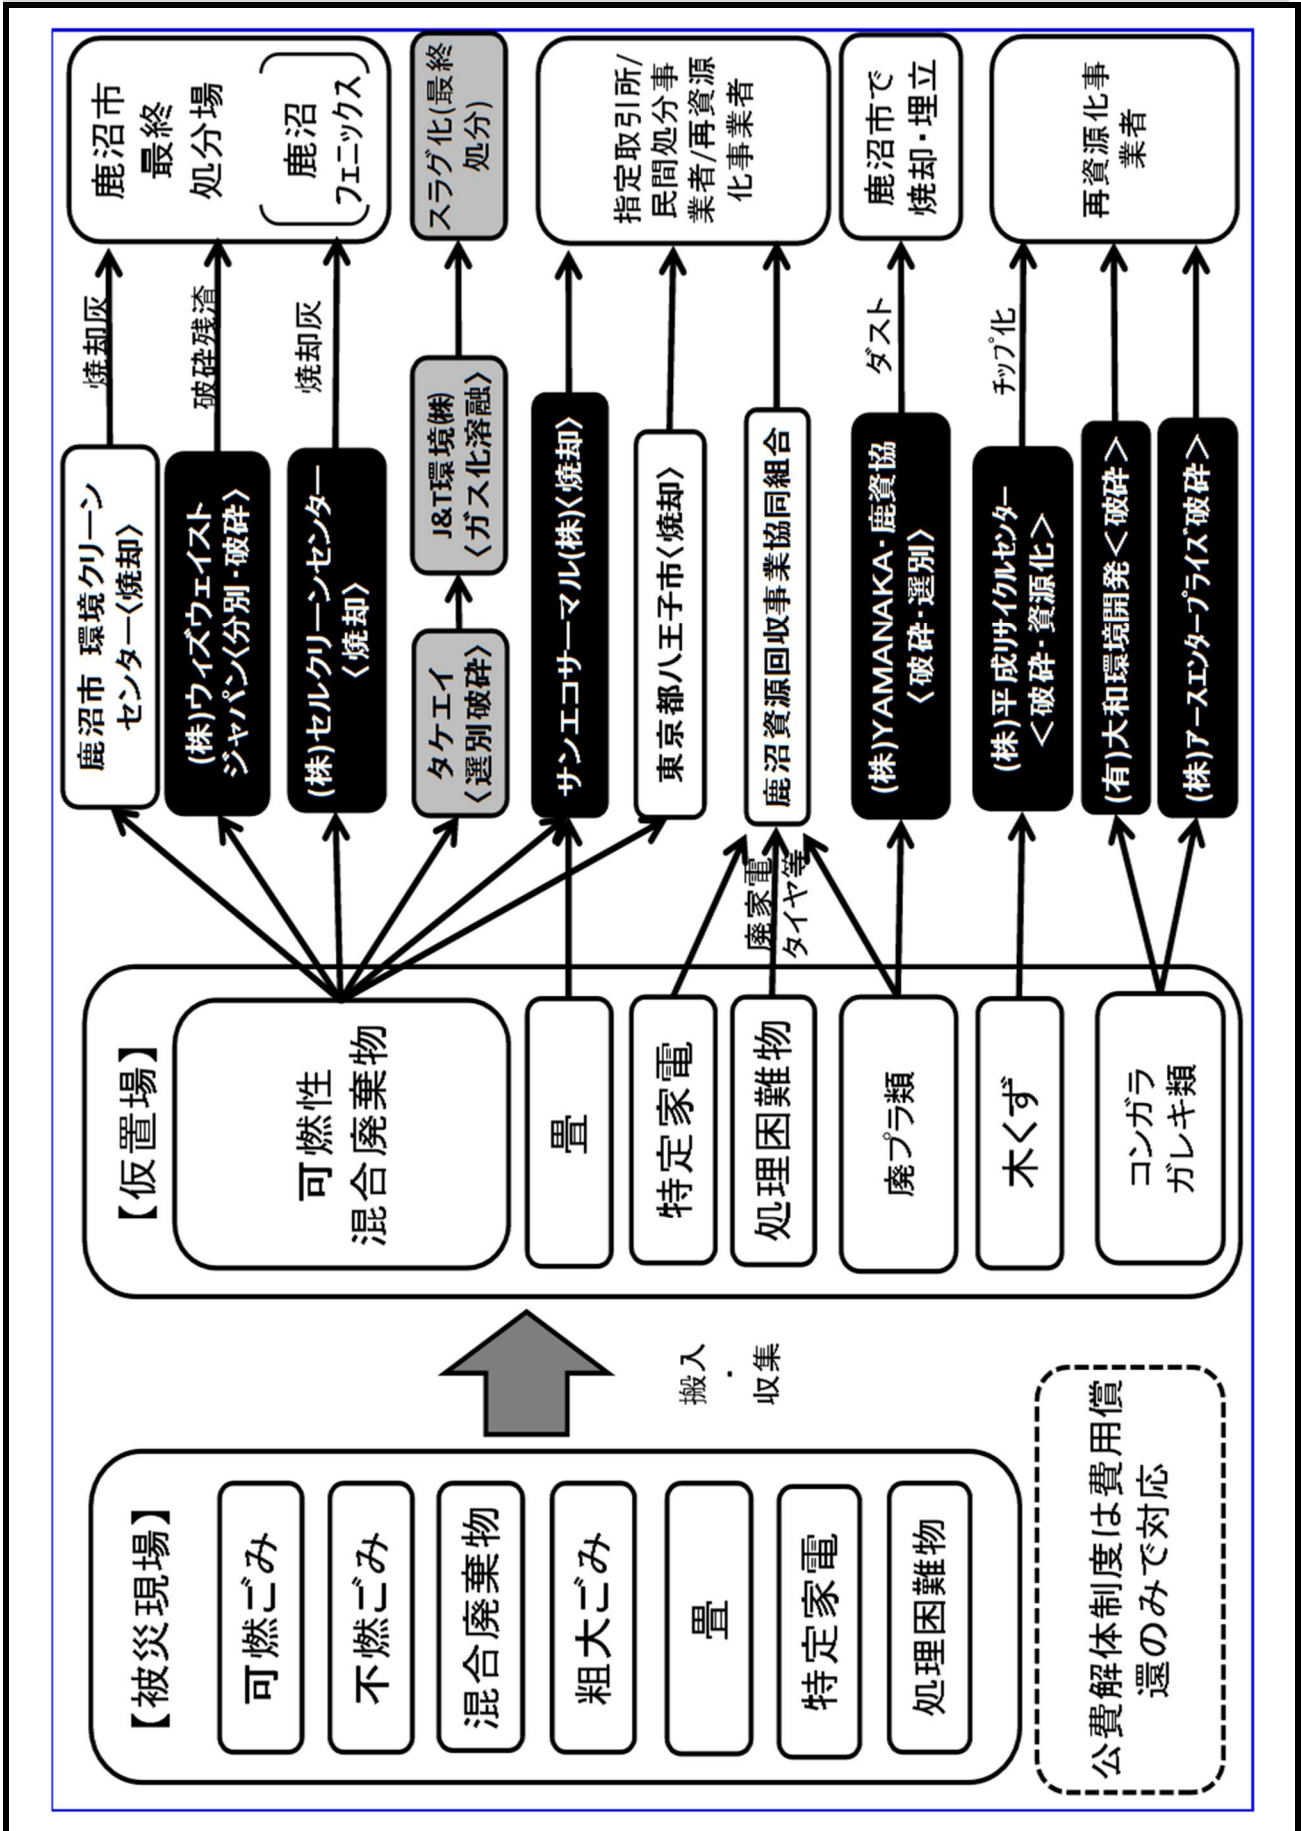 【被災現場】
可燃ごみ
不燃ごみ
混合廃棄物
粗大ごみ
畳
特定家電
処理困難物
公費解体制度は費用償
還のみで対応
搬入
・
収集
【仮置場】
可燃性
混合廃棄物
畳
特定家電
処理困難物
廃プラ類
木くず
コンガラ
ガレキ類
廃家電
タイヤ等
鹿沼市 環境クリーン
センター〈焼却〉
(株)ウィズウェイスト
ジャパン〈分別・破砕〉
(株)セルクリーンセンター
〈焼却〉
タケエイ
〈選別破砕〉
J&T環境㈱
〈ガス化溶融〉
サンエコサーマル(株)〈焼却〉
東京都八王子市〈焼却〉
鹿沼資源回収事業協同組合
(株)YAMANAKA・鹿資協
〈破砕・選別〉
(株)平成リサイクルセンター
＜破砕・資源化＞
(有)大和環境開発＜破砕＞
(株)アースエンタープライズ破砕＞
焼却灰
破砕残渣
焼却灰
ダスト
チップ化
鹿沼市
最終
処分場
鹿沼
フェニックス
スラグ化(最終
処分)
指定取引所/
民間処分事
業者/再資源
化事業者
鹿沼市で
焼却・埋立
再資源化事
業者